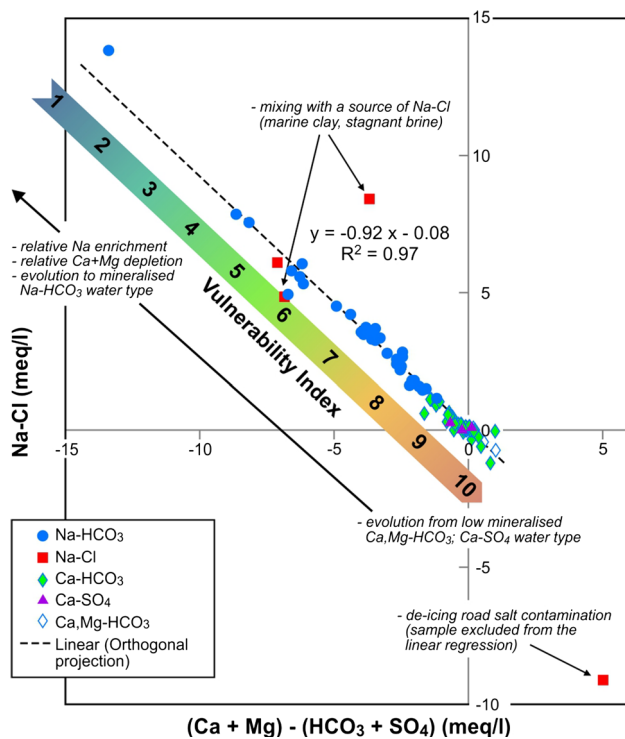 15
1
2
3
4
5
6
7
8
9
10
Vulnerability Index
- mixing with a source of Na-Cl
(marine clay, stagnant brine)
10
y = -0.92 x - 0.08
R² = 0.97
- relative Na enrichment
- relative Ca+Mg depletion
- evolution to mineralised
Na-HCO₃ water type
5
Na-Cl (meq/l)
0
-15
-10
-5
0
5
- evolution from low mineralised
Ca,Mg-HCO₃; Ca-SO₄ water type
-5
Na-HCO₃
Na-Cl
Ca-HCO₃
Ca-SO₄
Ca,Mg-HCO₃
Linear (Orthogonal
projection)
- de-icing road salt contamination
(sample excluded from the
linear regression)
-10
(Ca + Mg) - (HCO₃ + SO₄) (meq/l)